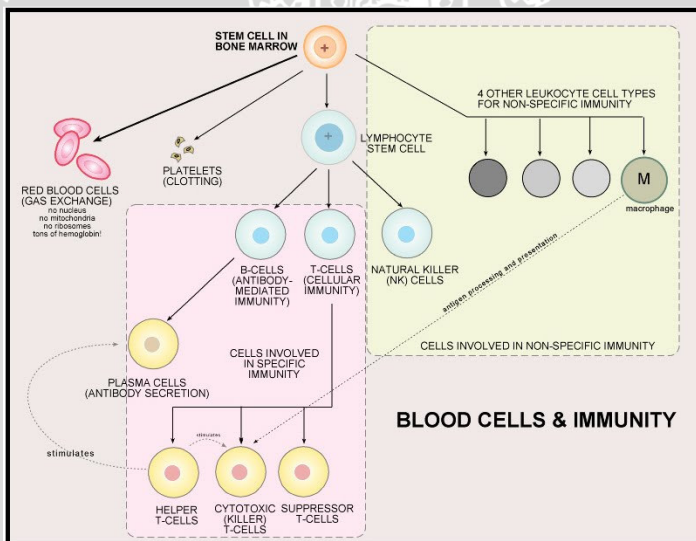 STEM CELL IN
BONE MARROW
4 OTHER LEUKOCYTE CELL TYPES
FOR NON-SPECIFIC IMMUNITY
LYMPHOCYTE
STEM CELL
PLATELETS
(CLOTTING)
RED BLOOD CELLS
(GAS EXCHANGE)
no nucleus
no mitochondria
no ribosomes
tons of hemoglobin!
M
macrophage
B-CELLS
(ANTIBODY-
MEDIATED
IMMUNITY)
T-CELLS
(CELLULAR
IMMUNITY)
NATURAL KILLER
(NK) CELLS
antigen processing and presentation
CELLS INVOLVED IN NON-SPECIFIC IMMUNITY
CELLS INVOLVED
IN SPECIFIC
IMMUNITY
PLASMA CELLS
(ANTIBODY SECRETION)
BLOOD CELLS & IMMUNITY
stimulates
stimulates
HELPER
T-CELLS
CYTOTOXIC
(KILLER)
T-CELLS
SUPPRESSOR
T-CELLS